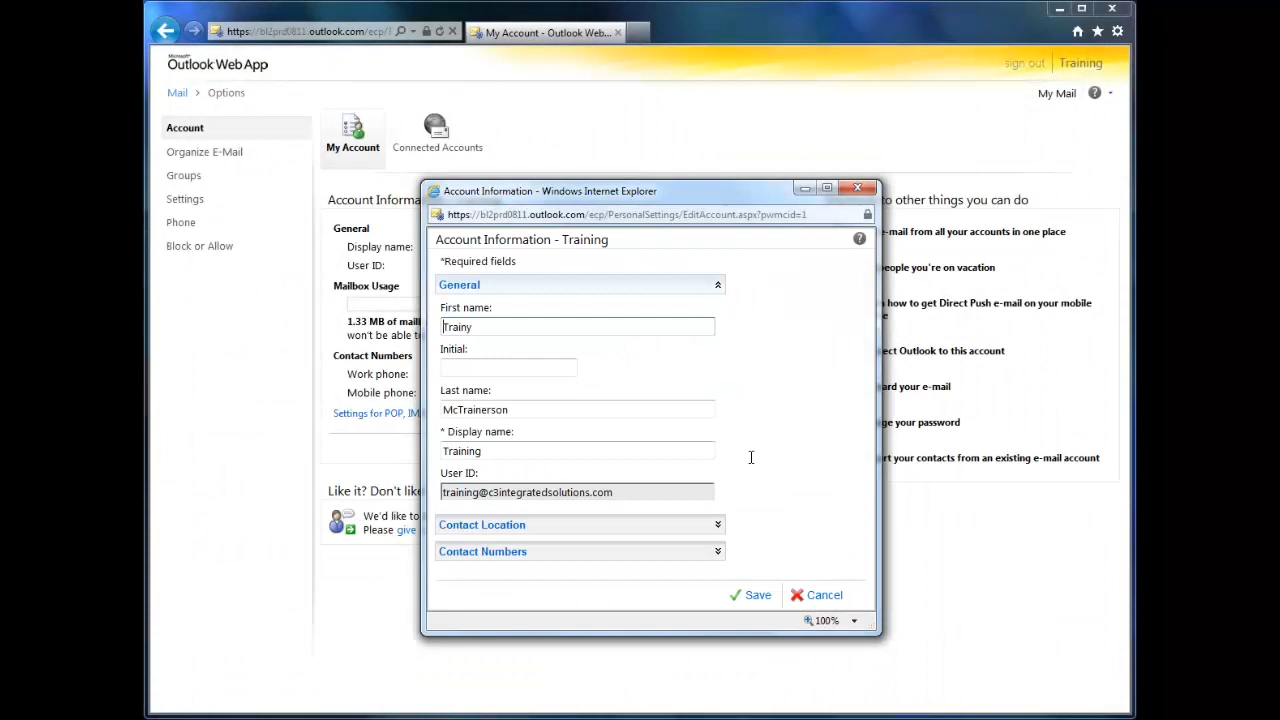 https://bl2prd0811.outlook.com/ecp/
My Account - Outlook Web...
Microsoft
Outlook Web App
sign out
Training
Mail > Options
My Mail
Account
Organize E-Mail
Groups
Settings
Phone
Block or Allow
My Account
Connected Accounts
Account Informa
General
Display name:
User ID:
Mailbox Usage
1.33 MB of mail
won't be able to
Contact Numbers
Work phone:
Mobile phone:
Settings for POP, IM
Like it? Don't like
We'd like to
Please give
to other things you can do
e-mail from all your accounts in one place
people you're on vacation
how to get Direct Push e-mail on your mobile
ect Outlook to this account
ard your e-mail
ge your password
rt your contacts from an existing e-mail account
Account Information - Windows Internet Explorer
https://bl2prd0811.outlook.com/ecp/PersonalSettings/EditAccount.aspx?pwmcid=1
Account Information - Training
*Required fields
General
First name:
Trainy
Initial:
Last name:
McTrainerson
* Display name:
Training
User ID:
training@c3integratedsolutions.com
Contact Location
Contact Numbers
Save
Cancel
100%